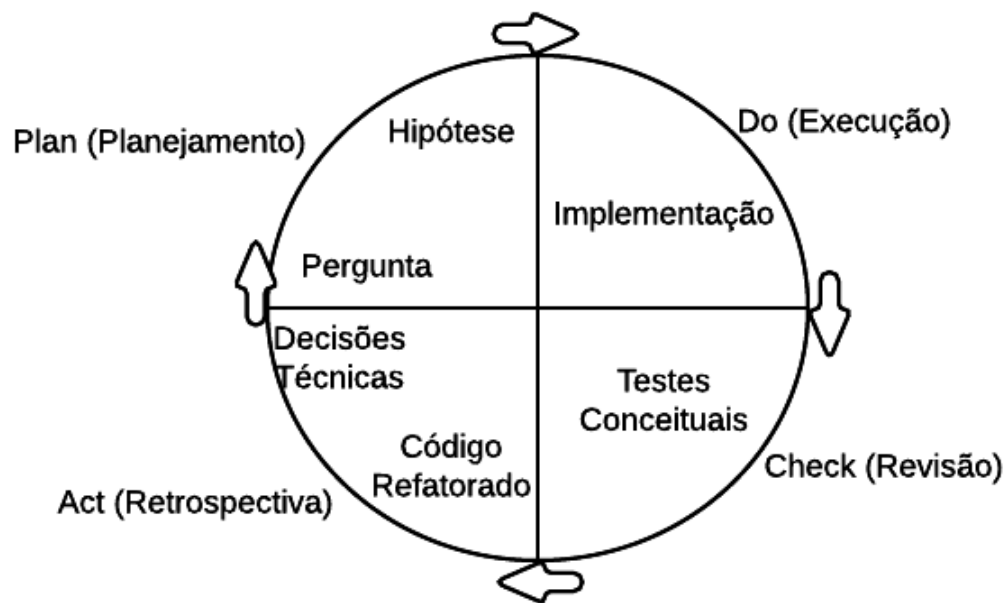 Plan (Planejamento)
Hipótese
Do (Execução)
Implementação
Pergunta
Decisões
Técnicas
Testes
Conceituais
Código
Refatorado
Check (Revisão)
Act (Retrospectiva)